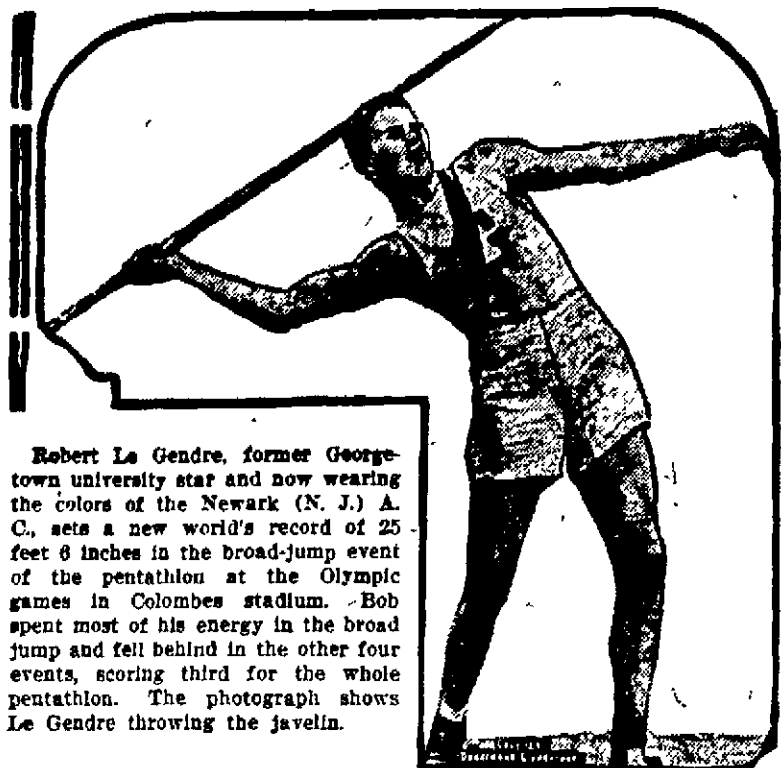 Robert Le Gendre, former George-
town university star and now wearing
the colors of the Newark (N. J.) A.
C., sets a new world's record of 25
feet 6 inches in the broad-jump event
of the pentathlon at the Olympic
games in Colombes stadium. Bob
spent most of his energy in the broad
jump and fell behind in the other four
events, scoring third for the whole
pentathlon. The photograph shows
Le Gendre throwing the javelin.